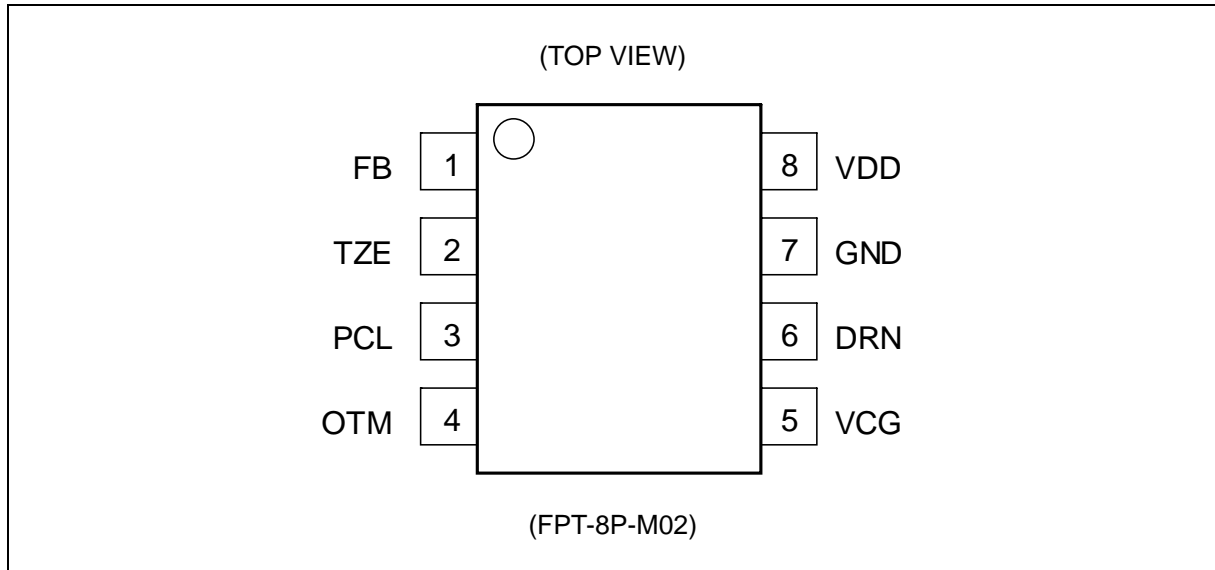 (TOP VIEW)
FB 1 8 VDD
TZE 2 7 GND
PCL 3 6 DRN
OTM 4 5 VCG
(FPT-8P-M02)